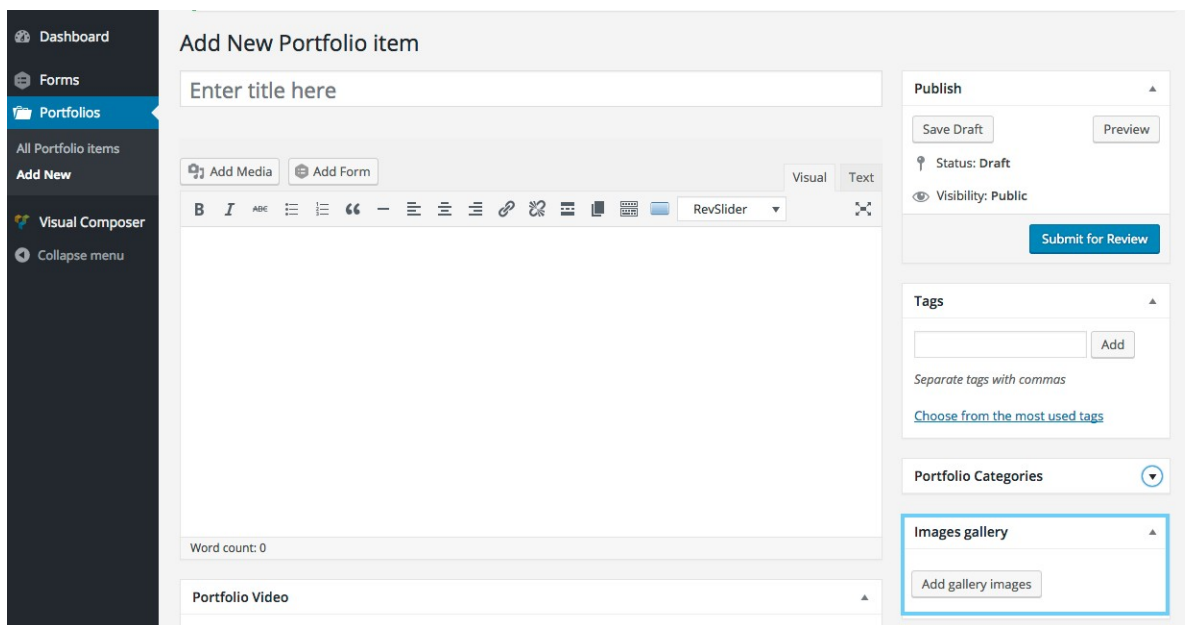 Dashboard
Forms
Portfolios
All Portfolio items
Add New
Visual Composer
Collapse menu
Add New Portfolio item
Enter title here
Add Media
Add Form
Visual
Text
B I ABC
RevSlider
Word count: 0
Portfolio Video
Publish
Save Draft
Preview
Status: Draft
Visibility: Public
Submit for Review
Tags
Add
Separate tags with commas
Choose from the most used tags
Portfolio Categories
Images gallery
Add gallery images